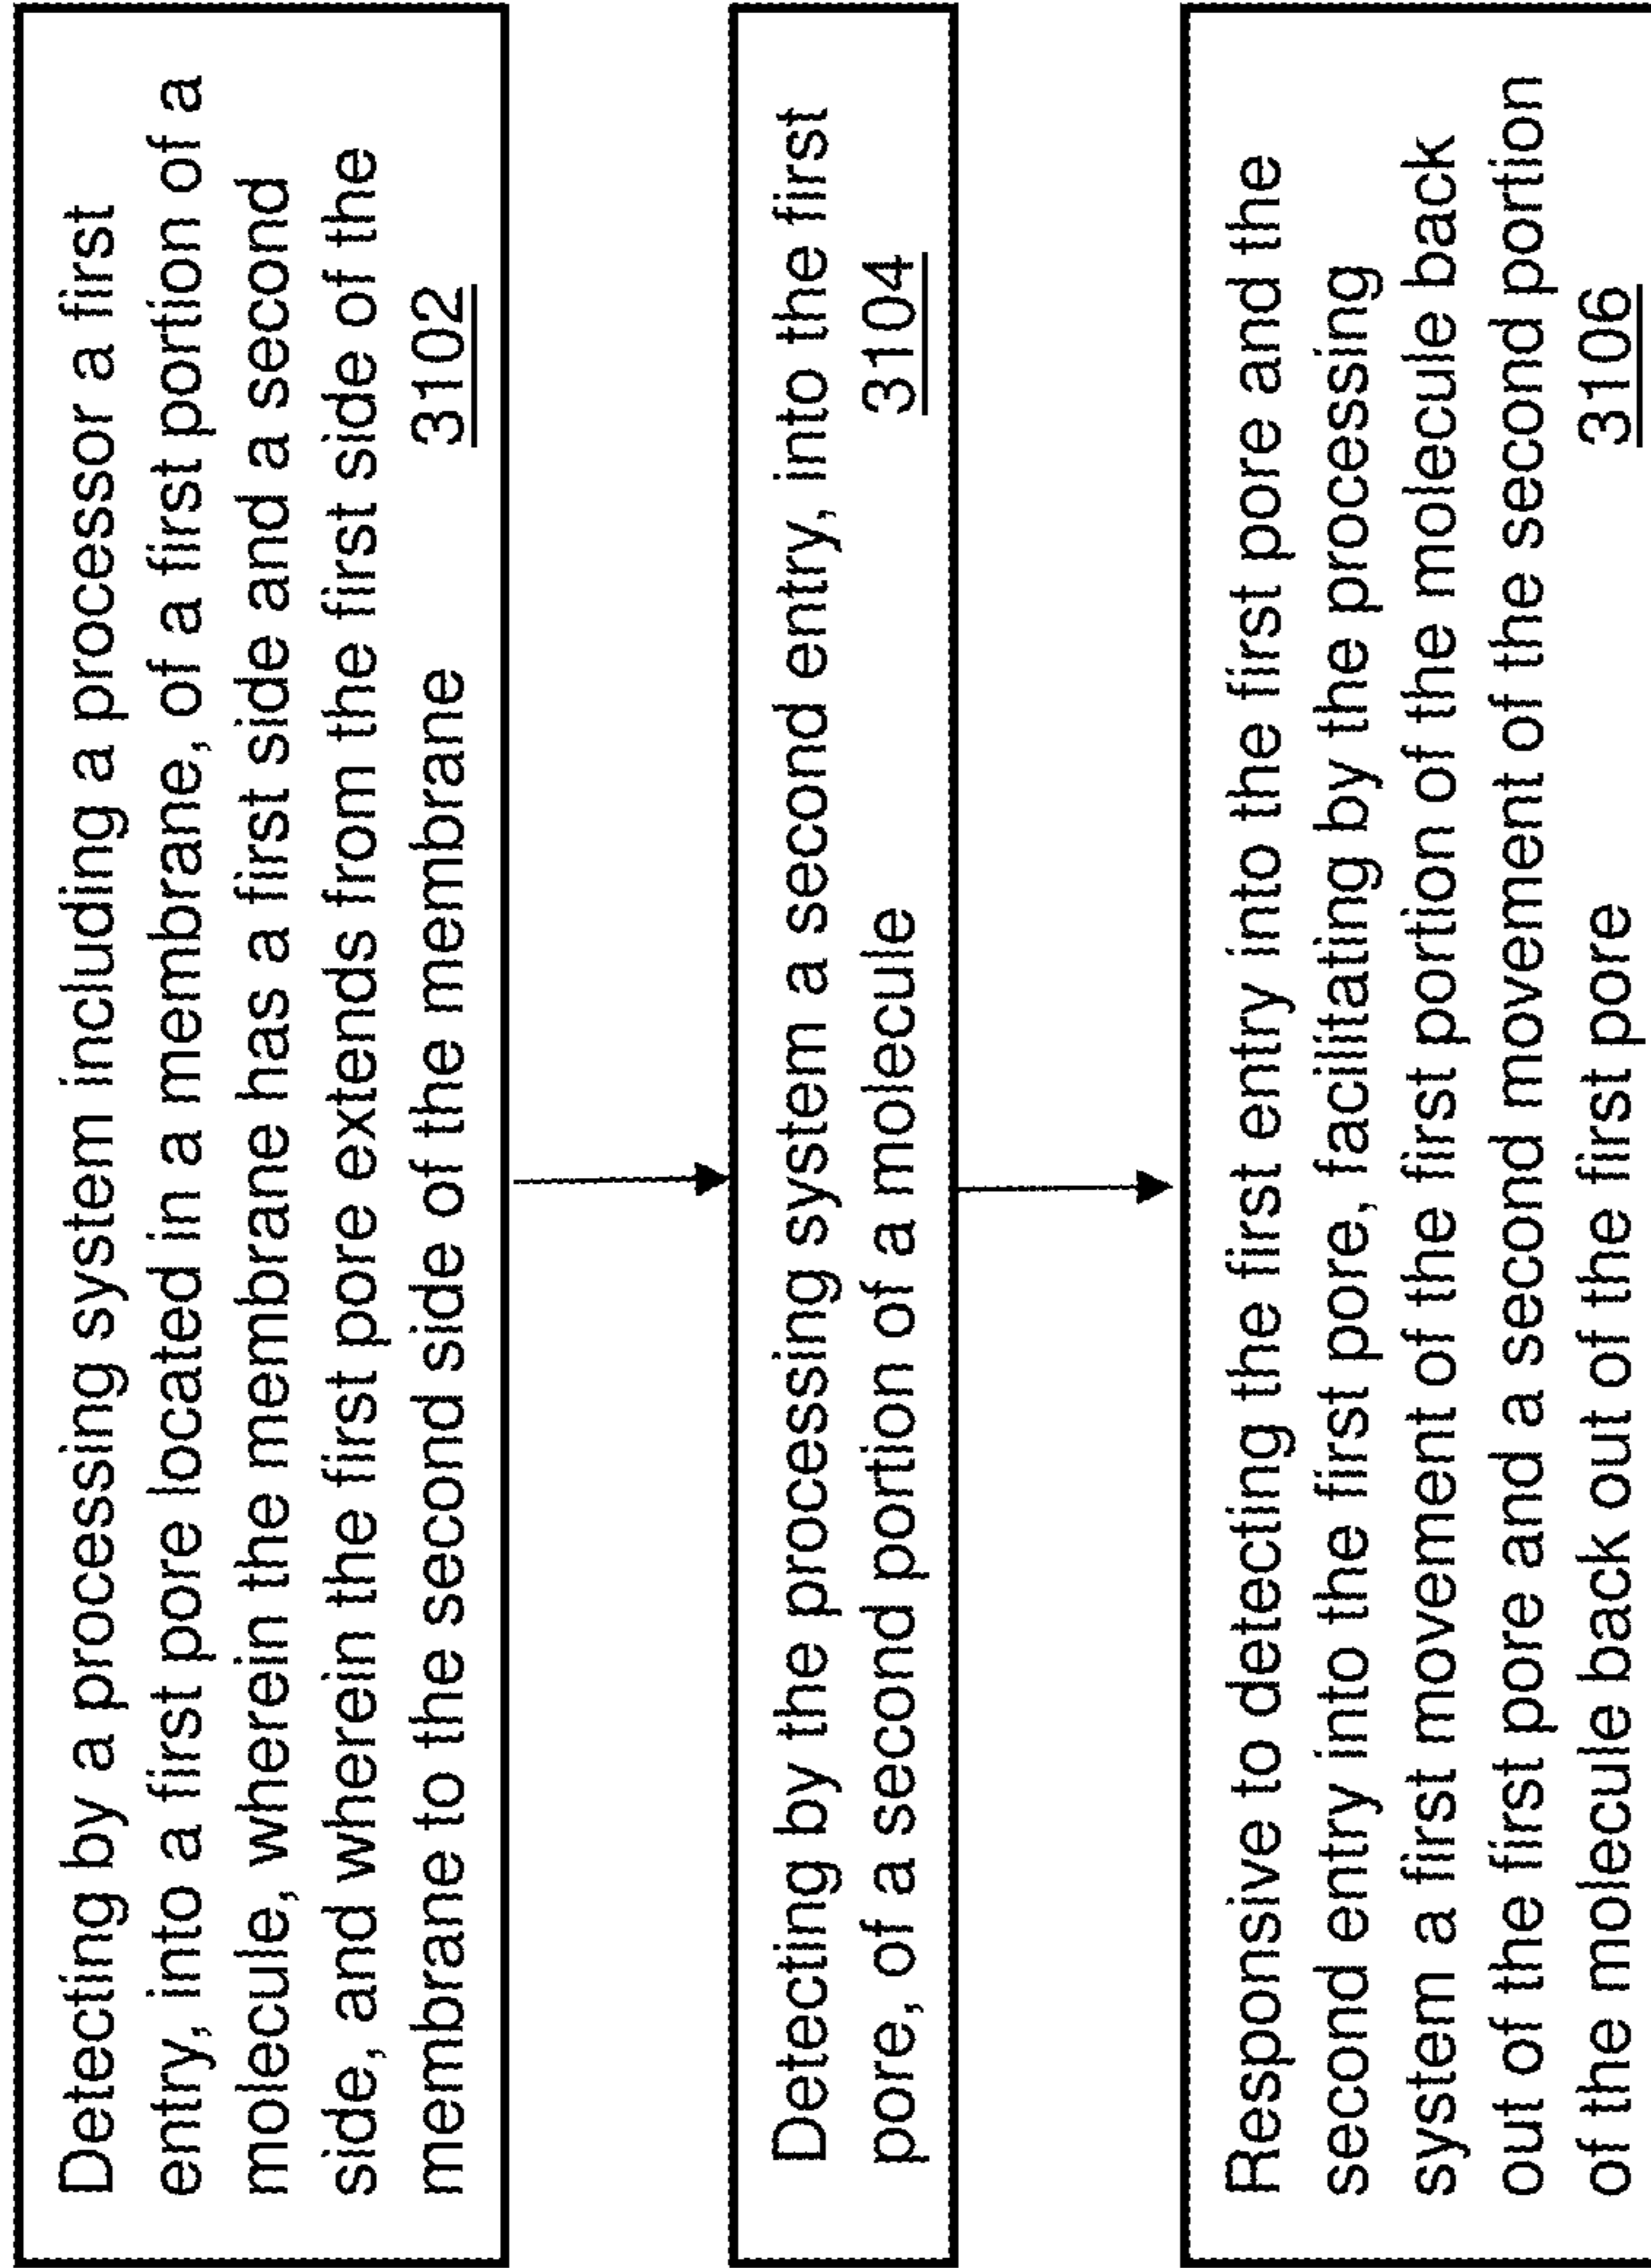 Detecting by a processing system including a processor a first
entry, into a first pore located in a membrane, of a first portion of a
molecule, wherein the membrane has a first side and a second
side, and wherein the first pore extends from the first side of the
membrane to the second side of the membrane 3102
Detecting by the processing system a second entry, into the first
pore, of a second portion of a molecule 3104
Responsive to detecting the first entry into the first pore and the
second entry into the first pore, facilitating by the processing
system a first movement of the first portion of the molecule back
out of the first pore and a second movement of the second portion
of the molecule back out of the first pore 3106